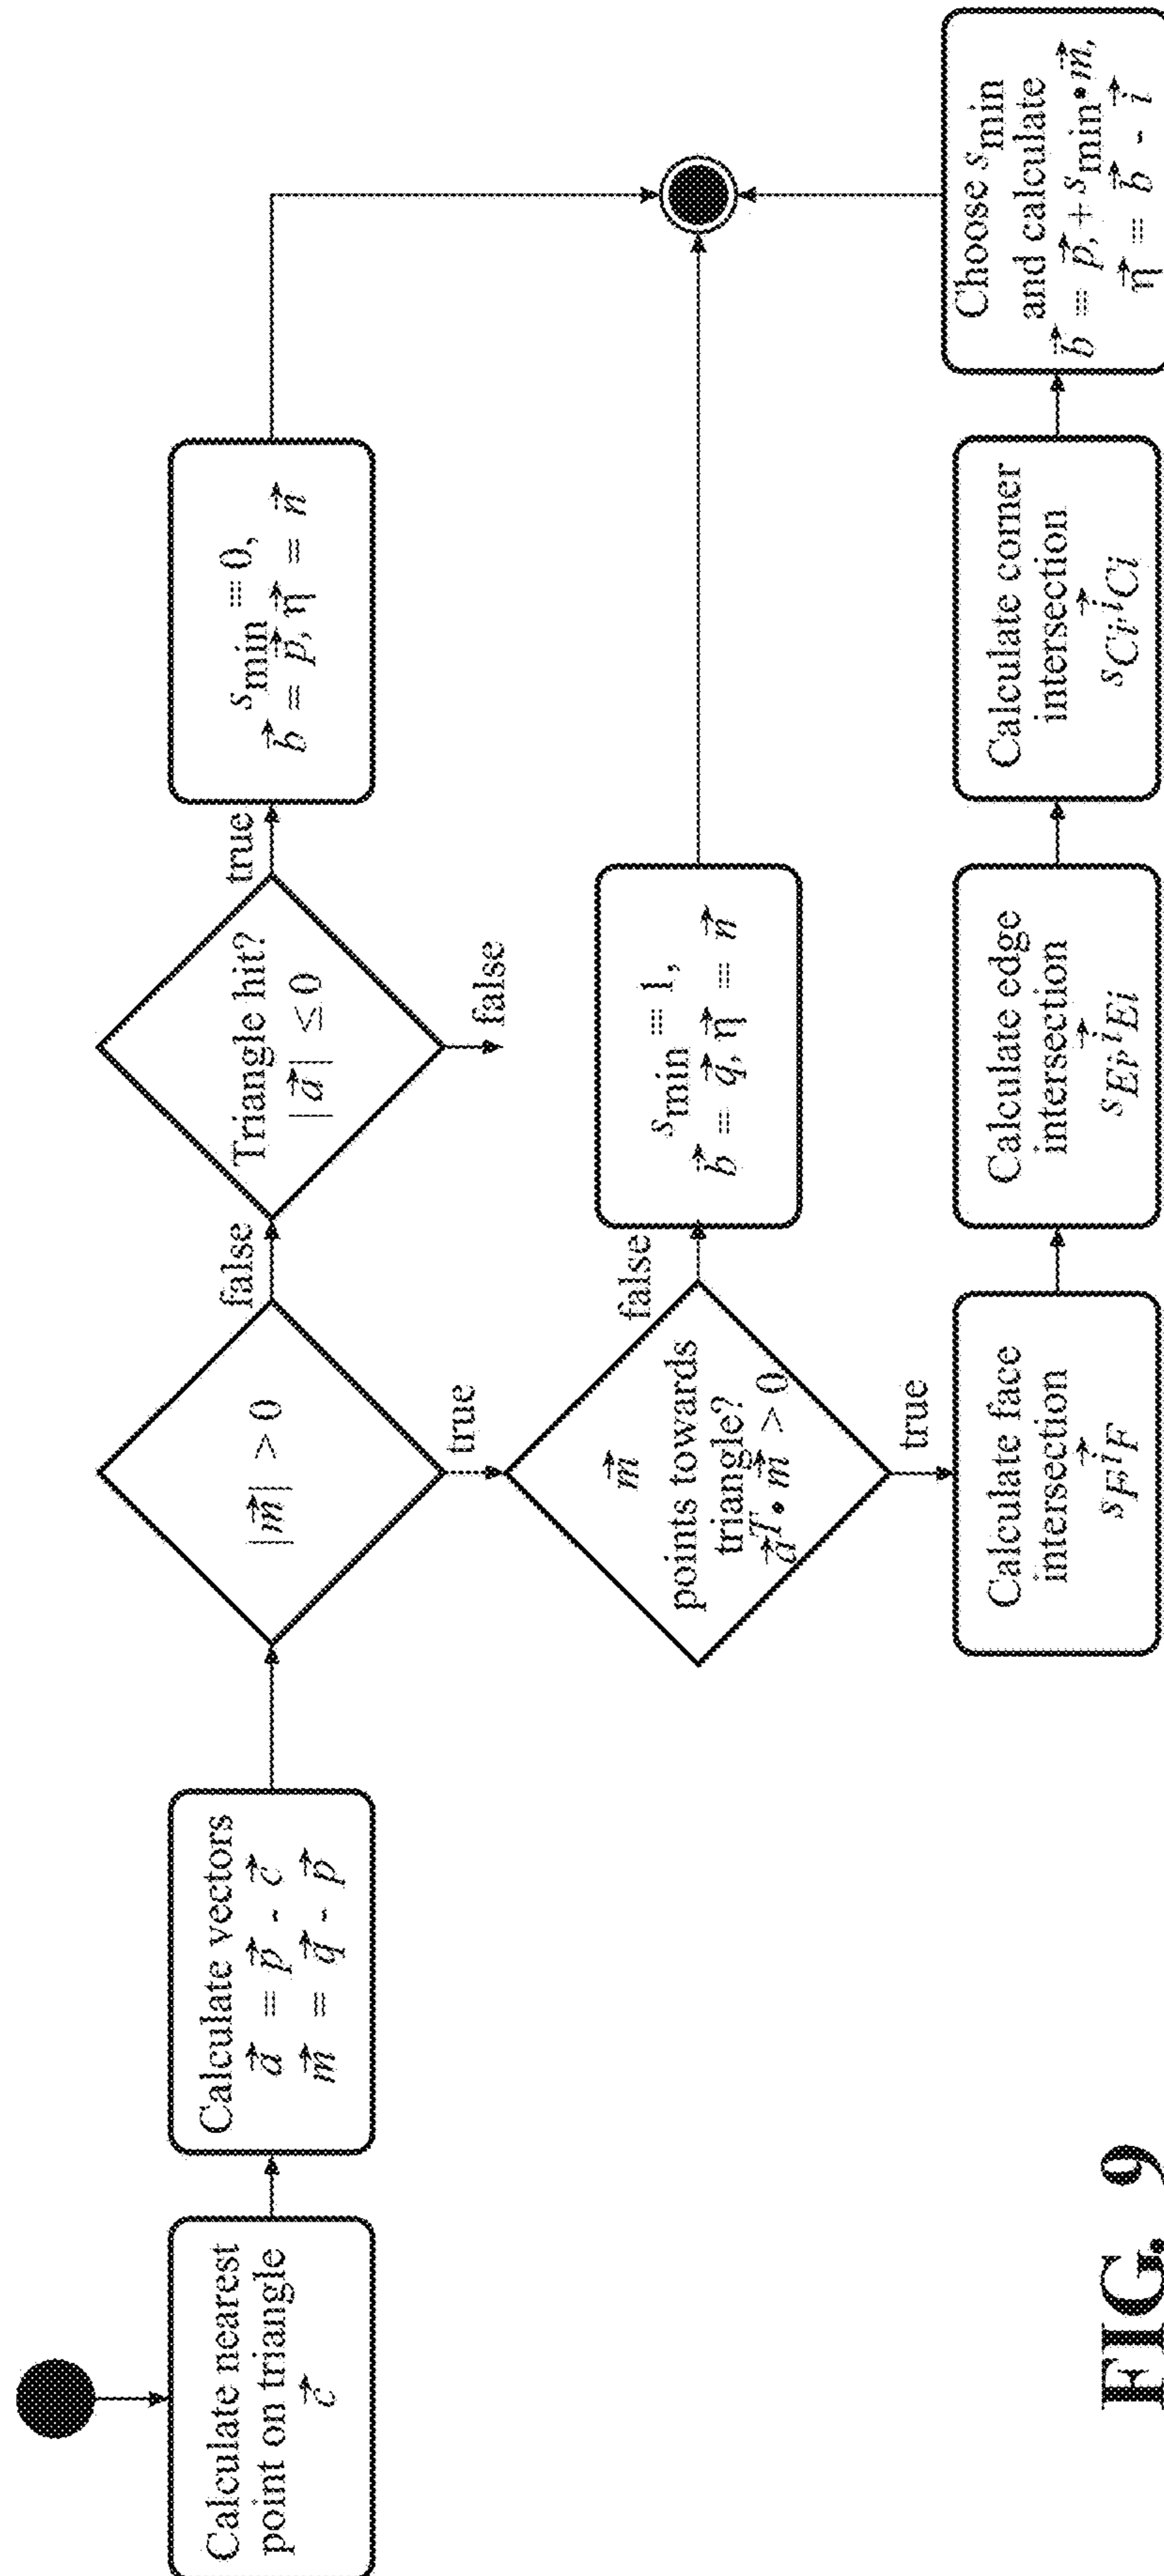 Calculate nearest
point on triangle
c⃗
Calculate vectors
a⃗ = p⃗ - c⃗
m⃗ = q⃗ - p⃗
|m⃗| > 0
false
true
Triangle hit?
|a⃗| ≤ 0
true
false
s_min = 0,
b⃗ = p⃗, η⃗ = n⃗
m⃗
points towards
triangle?
a⃗^T • m⃗ > 0
false
true
s_min = 1,
b⃗ = q⃗, η⃗ = n⃗
Calculate face
intersection
s_F, i⃗_F
Calculate edge
intersection
s_Ei, i⃗_Ei
Calculate corner
intersection
s_Ci, i⃗_Ci
Choose s_min
and calculate
b⃗ = p⃗, + s_min • m⃗,
η⃗ = b⃗ - i⃗
FIG. 9